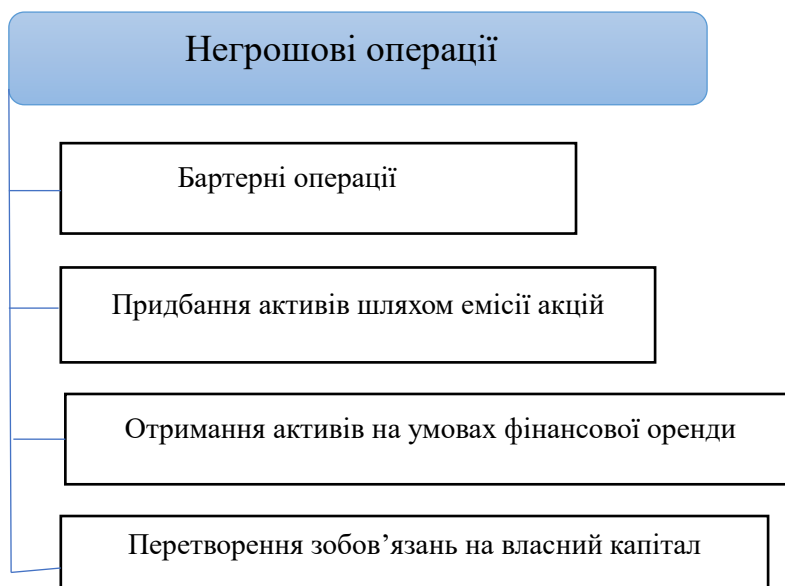 Негрошові операції
Бартерні операції
Придбання активів шляхом емісії акцій
Отримання активів на умовах фінансової оренди
Перетворення зобов’язань на власний капітал